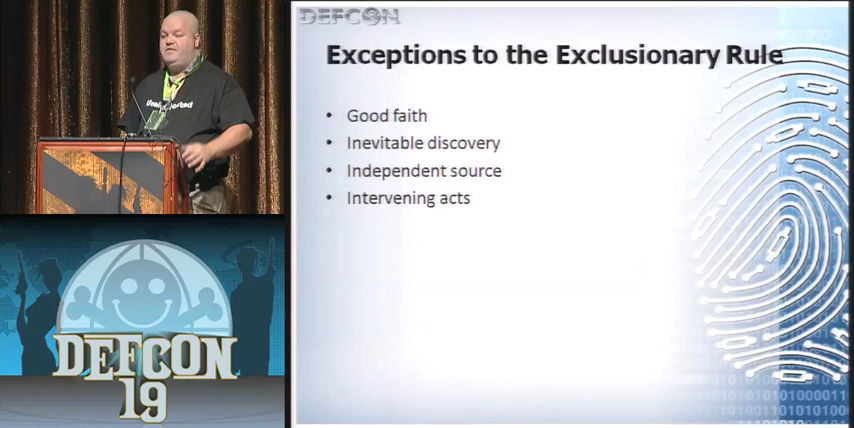 DEFCON
Exceptions to the Exclusionary Rule
• Good faith
• Inevitable discovery
• Independent source
• Intervening acts
DEFCON
19